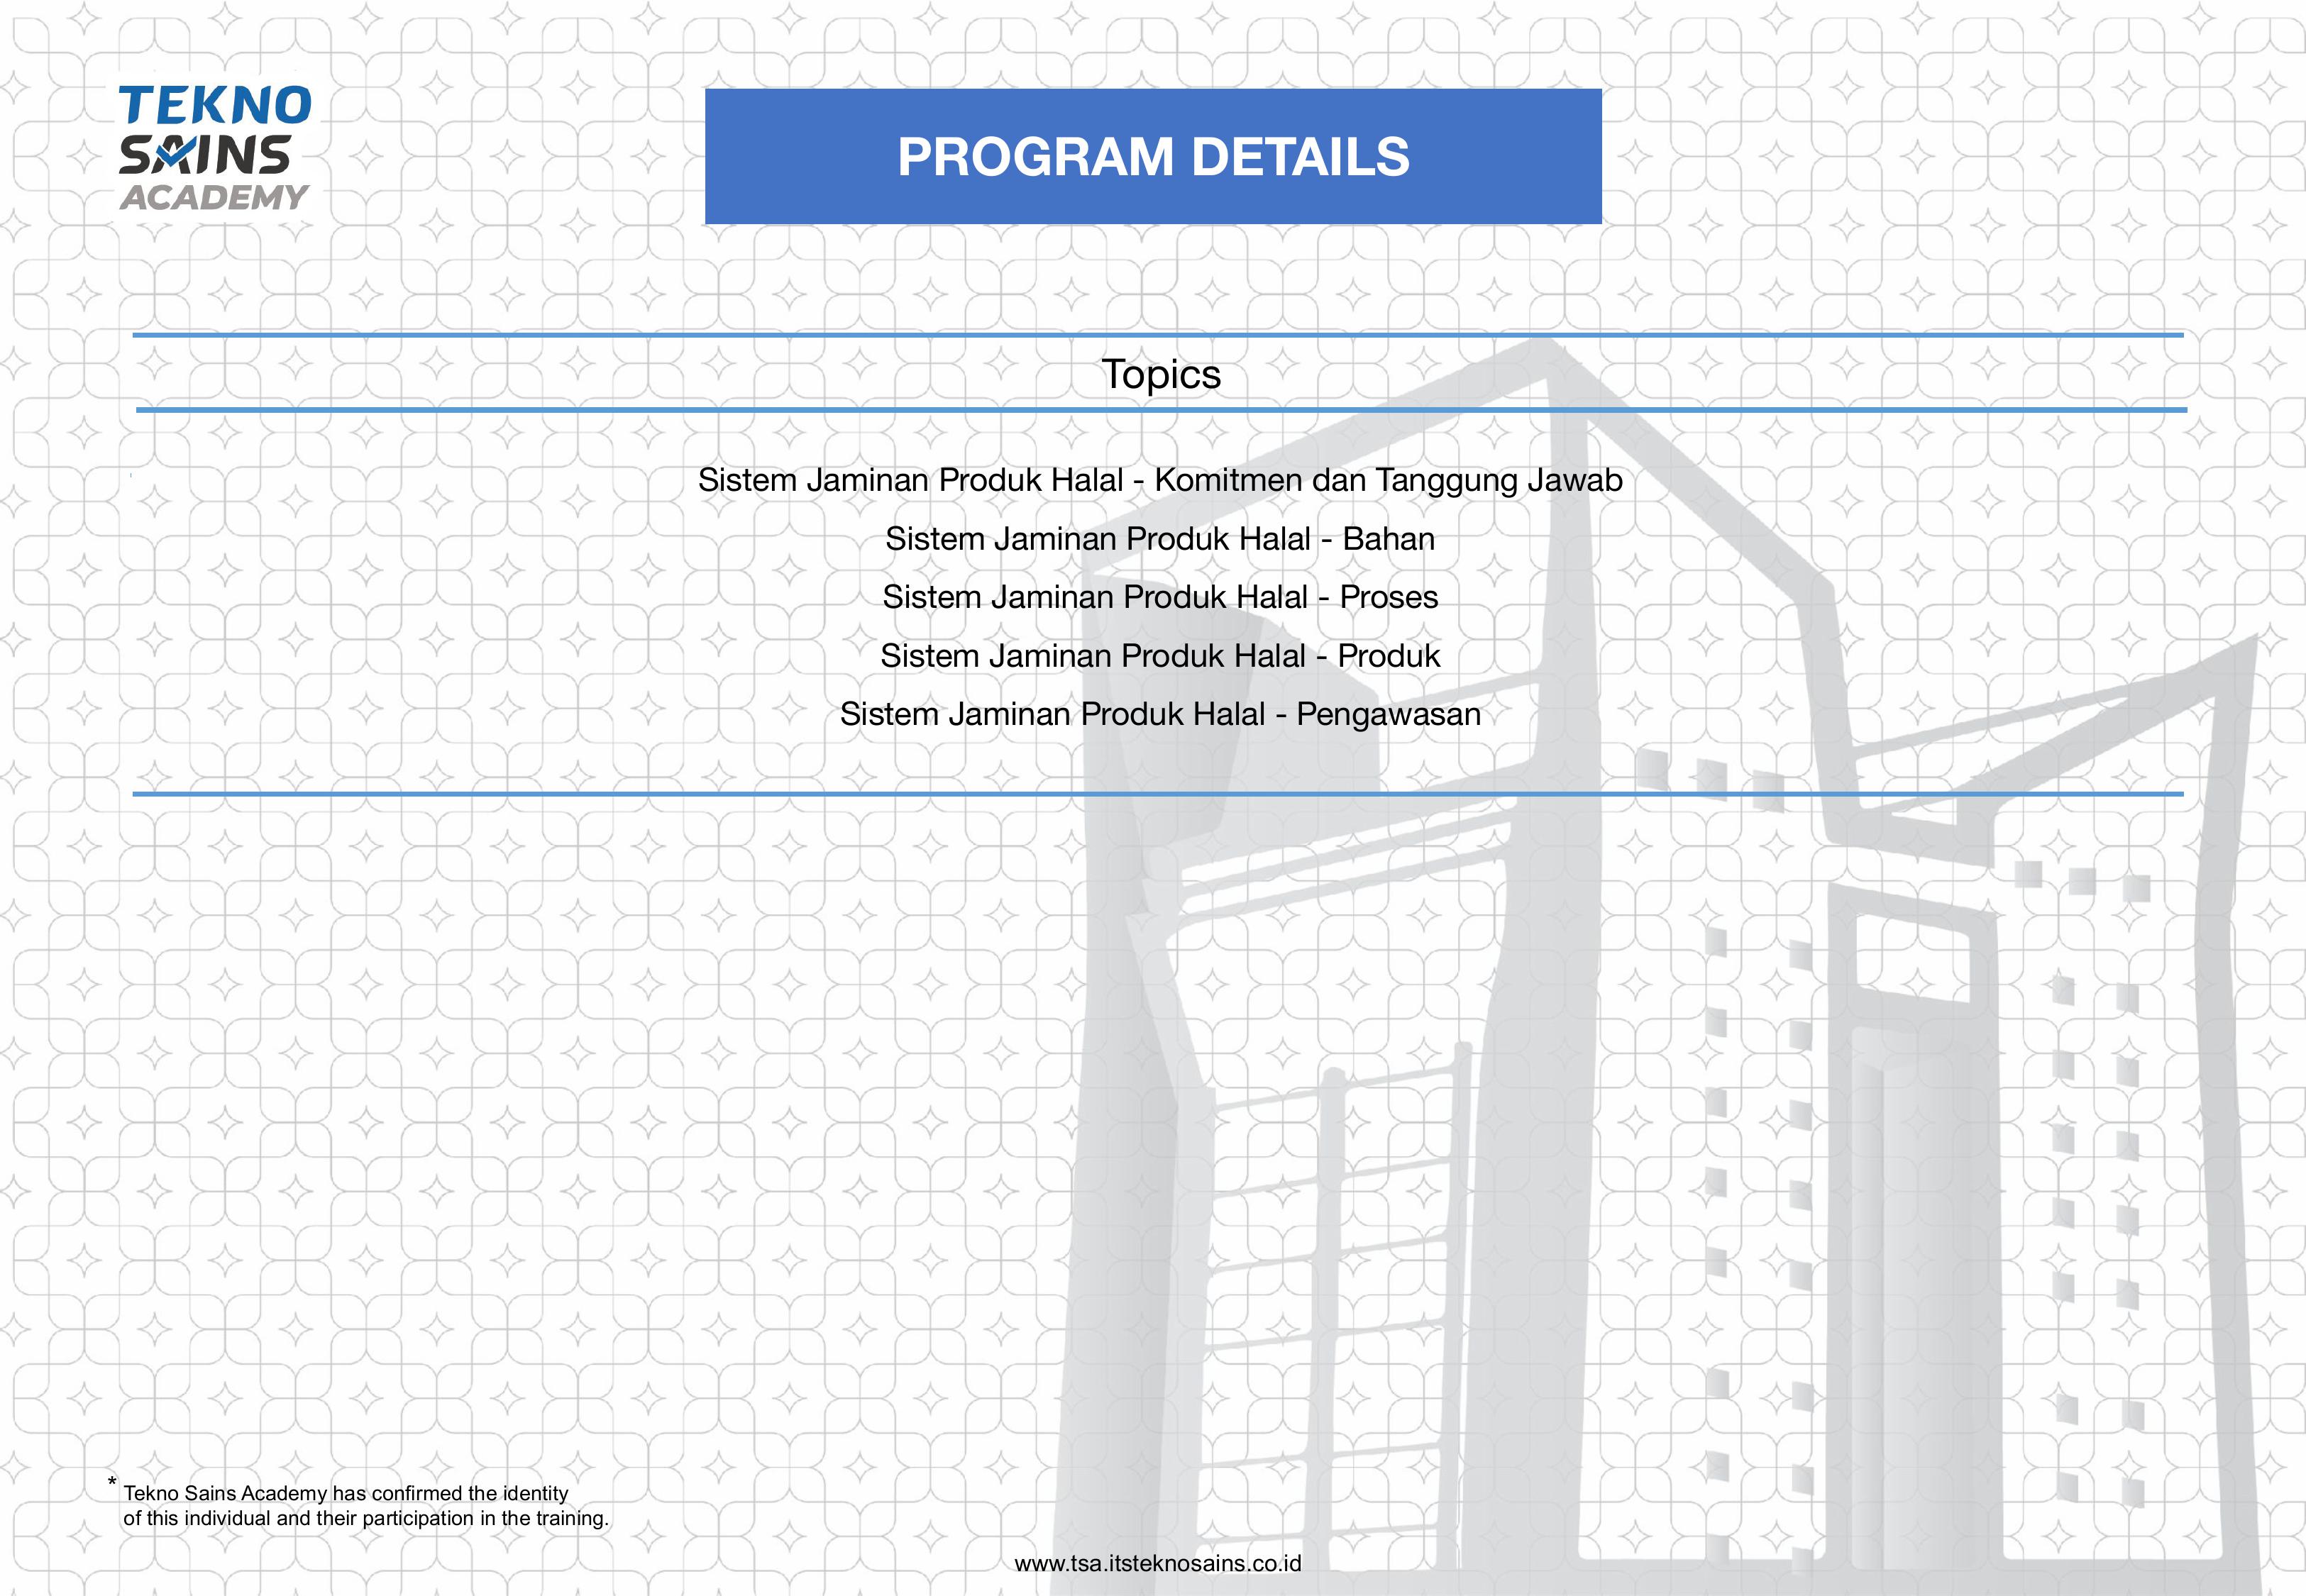 TEKNO
SAINS
ACADEMY
PROGRAM DETAILS
Topics
Sistem Jaminan Produk Halal - Komitmen dan Tanggung Jawab
Sistem Jaminan Produk Halal - Bahan
Sistem Jaminan Produk Halal - Proses
Sistem Jaminan Produk Halal - Produk
Sistem Jaminan Produk Halal - Pengawasan
* Tekno Sains Academy has confirmed the identity
of this individual and their participation in the training.
www.tsa.itsteknosains.co.id